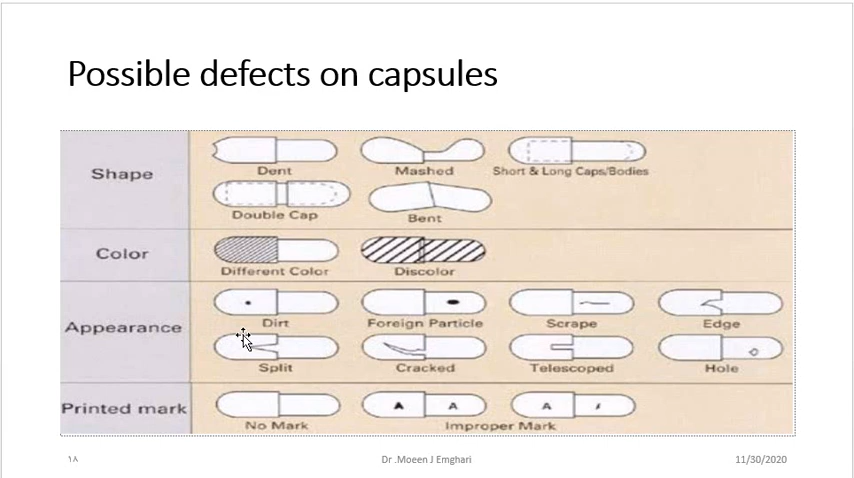 Possible defects on capsules
Shape
Dent
Mashed
Short & Long Caps/Bodies
Double Cap
Bent
Color
Different Color
Discolor
Appearance
Dirt
Foreign Particle
Scrape
Edge
Split
Cracked
Telescoped
Hole
Printed mark
A A
A
No Mark
Improper Mark
١٨
Dr .Moeen J Emghari
11/30/2020